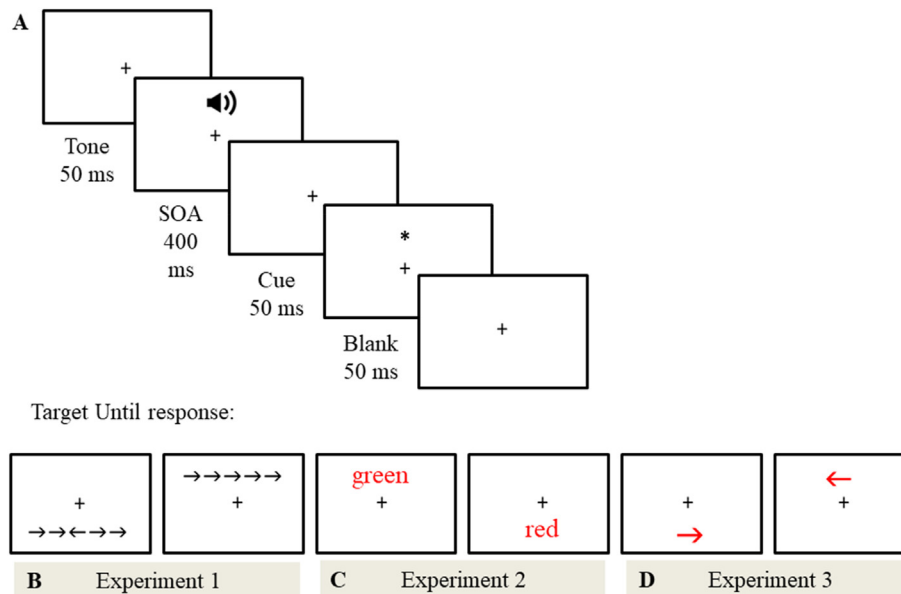 A
+
+
Tone
50 ms
+
SOA
400
ms
*
+
Cue
50 ms
+
Blank
50 ms
Target Until response:
→→→→→
green
←
+ + + + + +
→→←→→
red
→
B Experiment 1 C Experiment 2 D Experiment 3